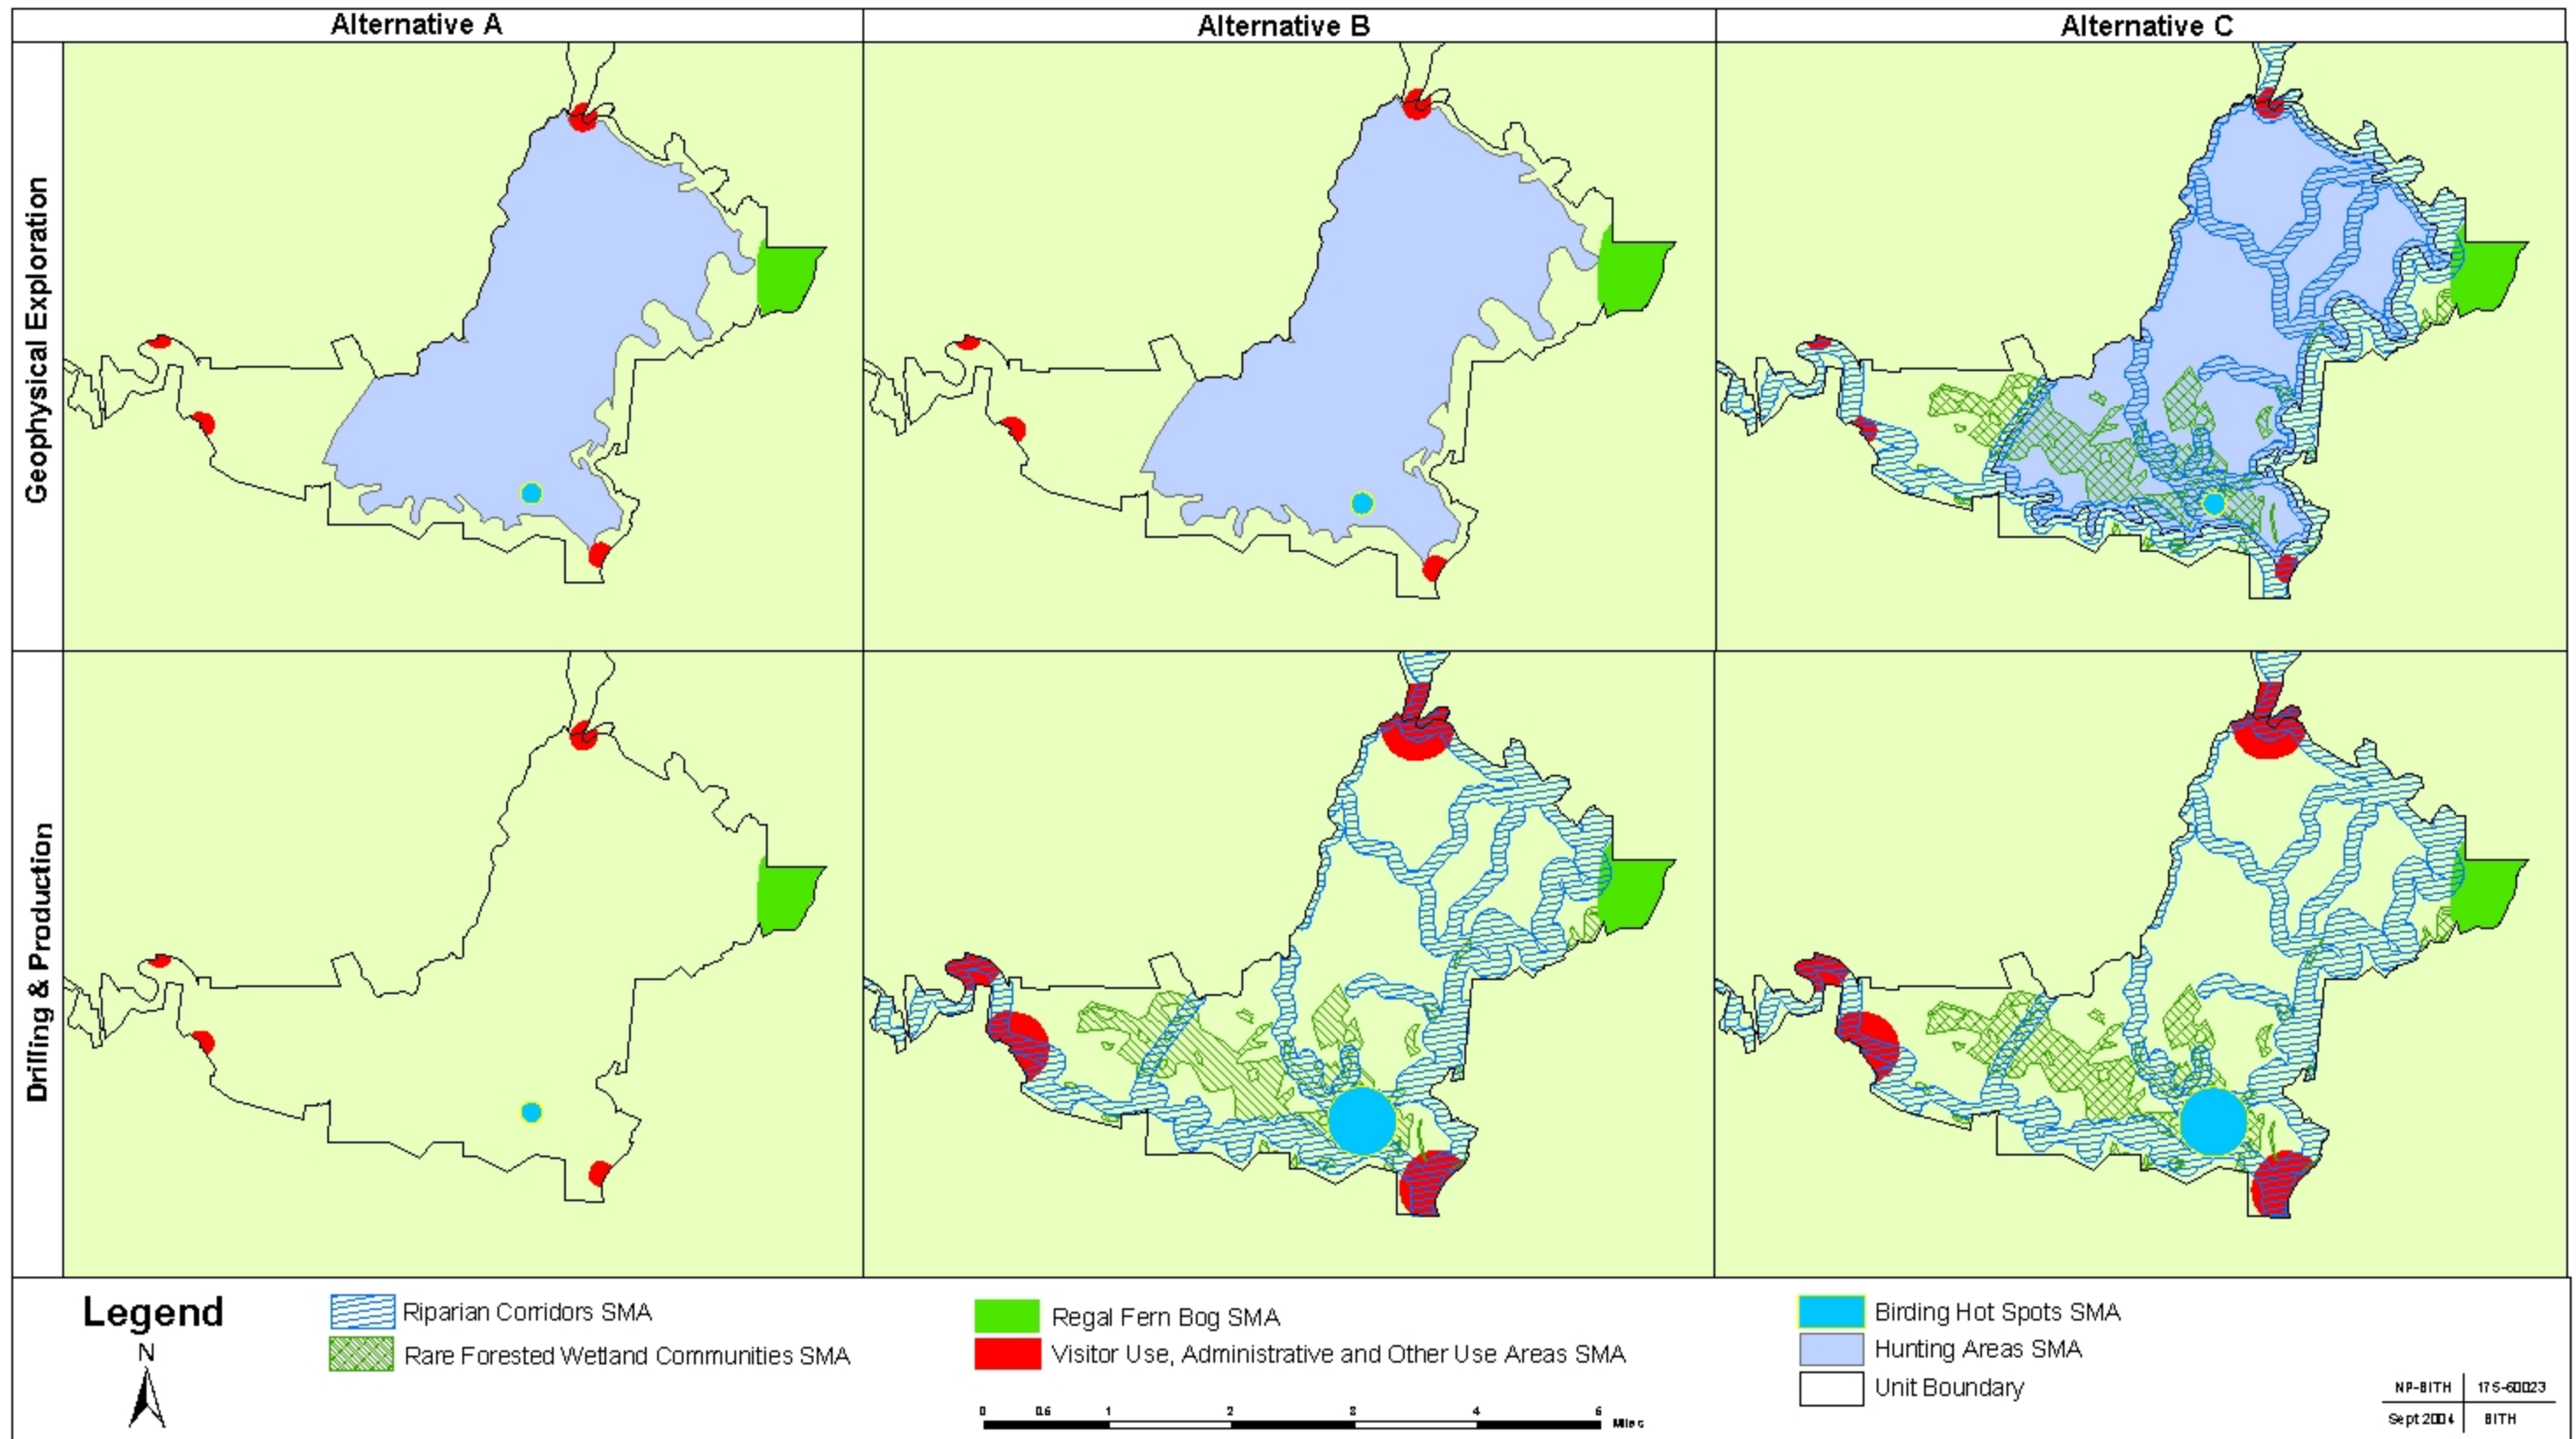 Alternative A
Alternative B
Alternative C
Geophysical Exploration
Drilling & Production
Legend
N
Riparian Corridors SMA
Rare Forested Wetland Communities SMA
Regal Fern Bog SMA
Visitor Use, Administrative and Other Use Areas SMA
0 0.5 1 2 3 4 5 Miles
Birding Hot Spots SMA
Hunting Areas SMA
Unit Boundary
NP-BITH 175-60023
Sept 2004 BITH